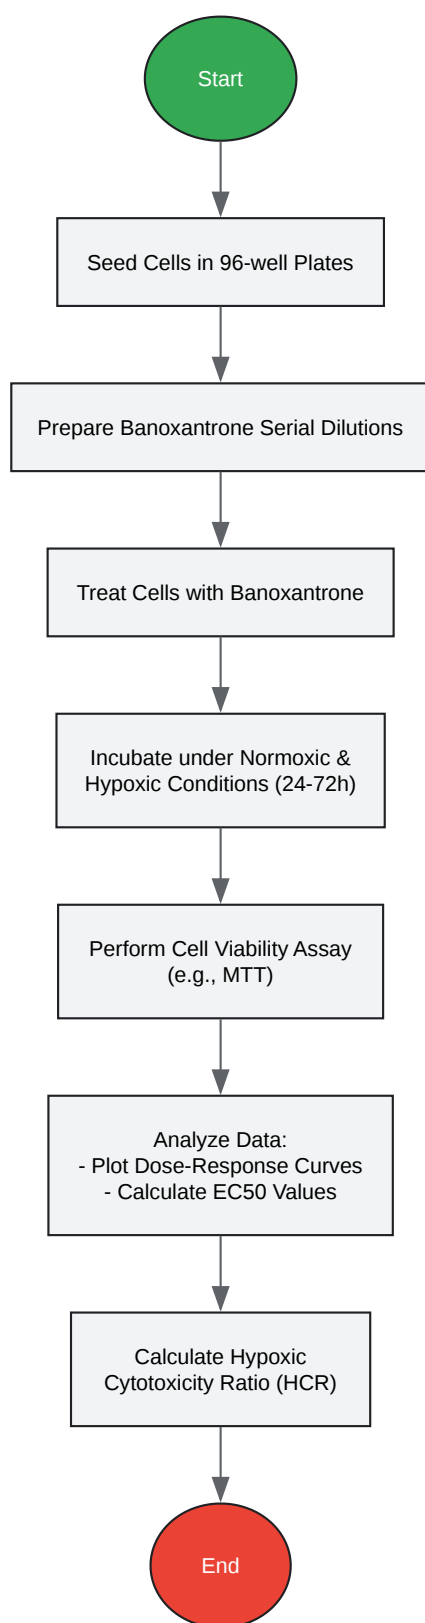 Start
Seed Cells in 96-well Plates
Prepare Banoxantrone Serial Dilutions
Treat Cells with Banoxantrone
Incubate under Normoxic &
Hypoxic Conditions (24-72h)
Perform Cell Viability Assay
(e.g., MTT)
Analyze Data:
- Plot Dose-Response Curves
- Calculate EC50 Values
Calculate Hypoxic
Cytotoxicity Ratio (HCR)
End